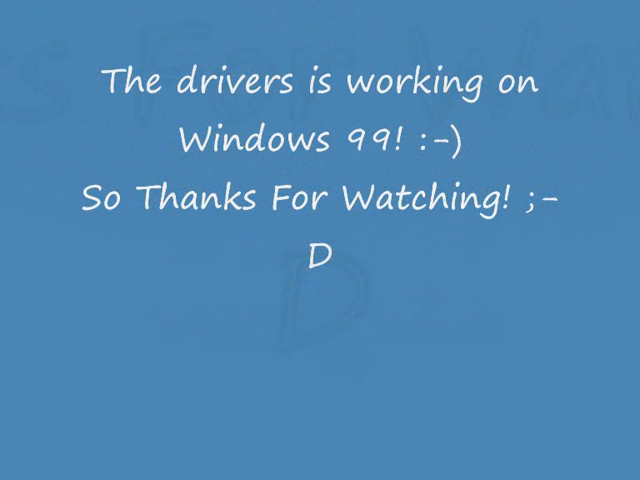 The drivers is working on
Windows 99! :-)
So Thanks For Watching! ;-
D